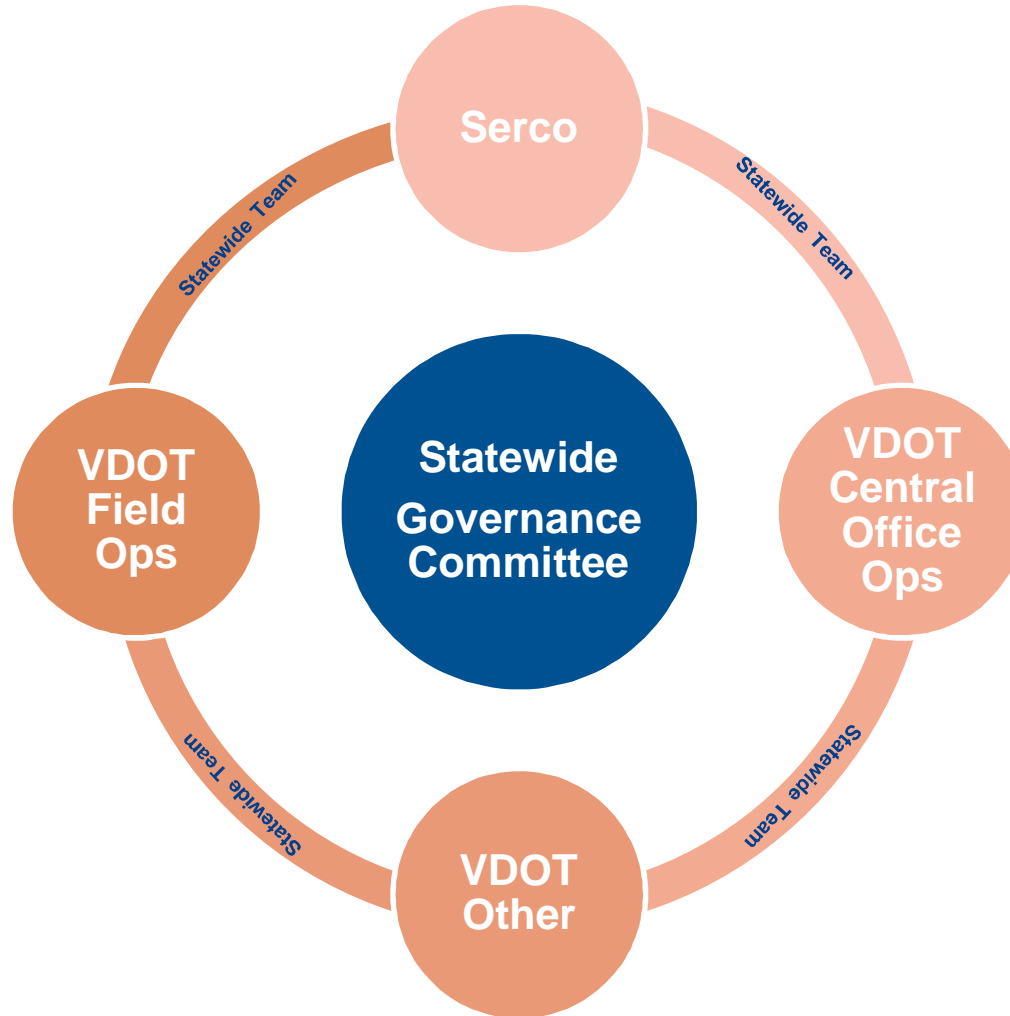 Serco
Statewide Team
Statewide Team
VDOT
Field
Ops
Statewide
Governance
Committee
VDOT
Central
Office
Ops
Statewide Team
Statewide Team
VDOT
Other